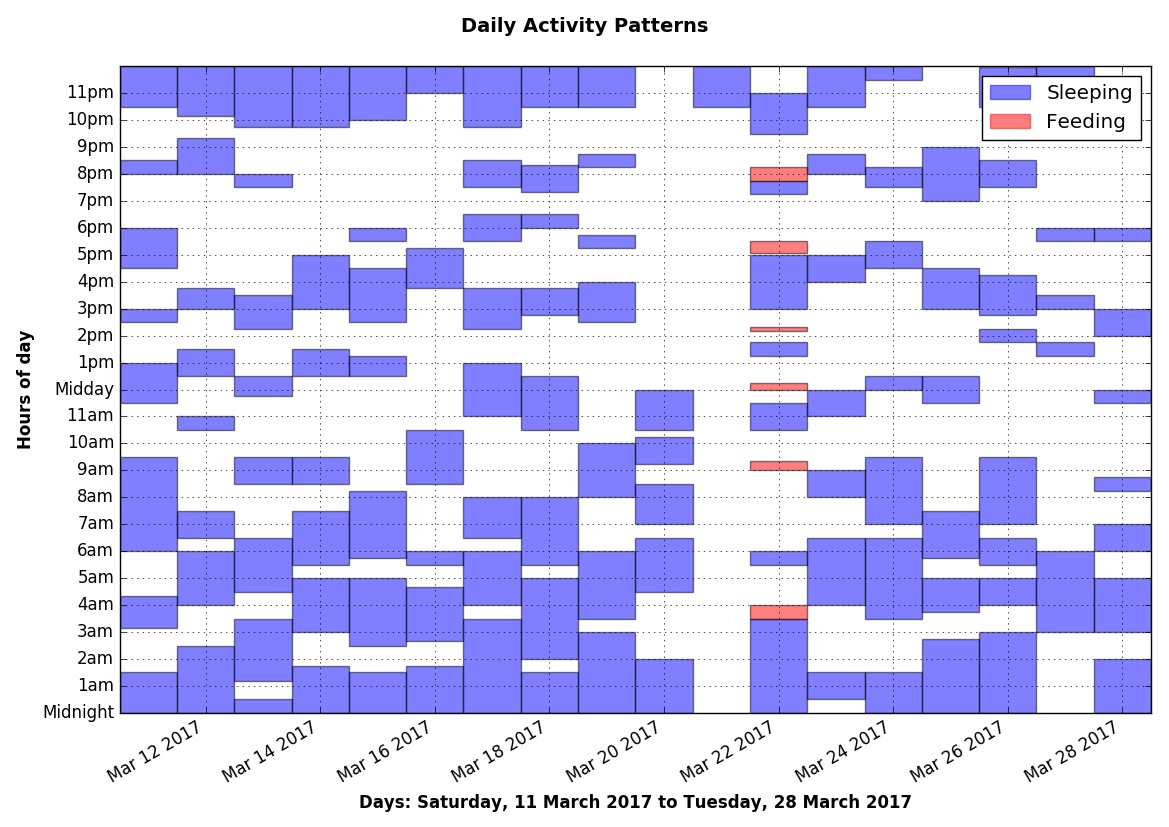 Daily Activity Patterns
Sleeping
Feeding
11pm
10pm
9pm
8pm
7pm
6pm
5pm
4pm
3pm
2pm
1pm
Midday
11am
10am
9am
8am
7am
6am
5am
4am
3am
2am
1am
Midnight
Hours of day
Mar 12 2017
Mar 14 2017
Mar 16 2017
Mar 18 2017
Mar 20 2017
Mar 22 2017
Mar 24 2017
Mar 26 2017
Mar 28 2017
Days: Saturday, 11 March 2017 to Tuesday, 28 March 2017